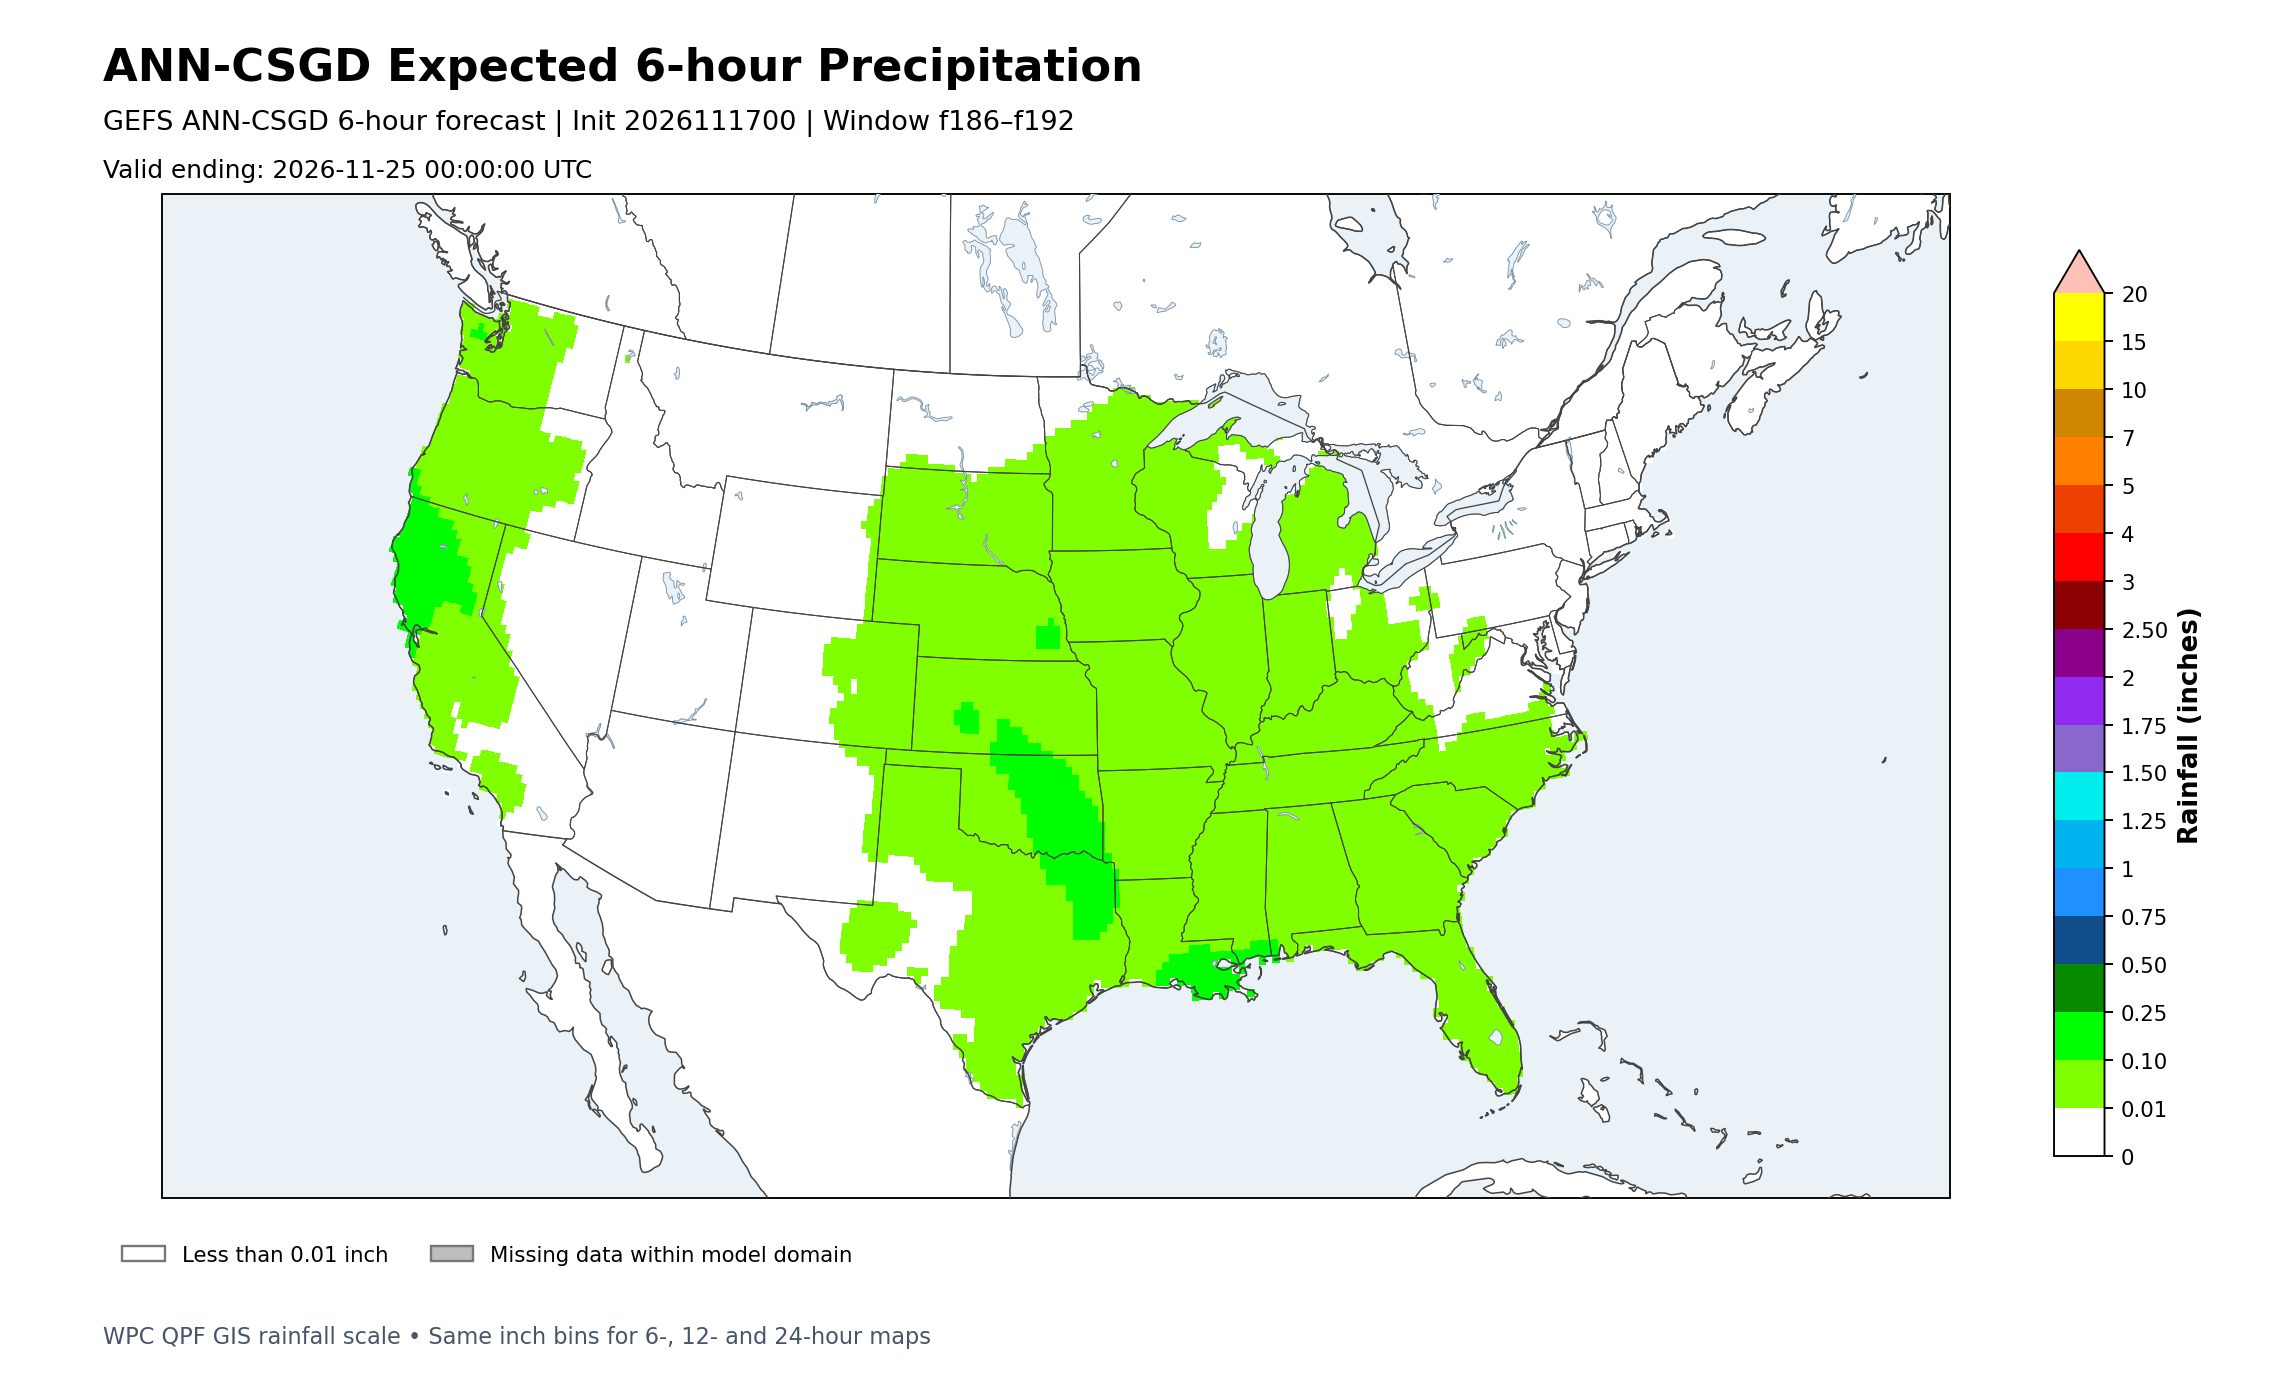 ANN-CSGD Expected 6-hour Precipitation
GEFS ANN-CSGD 6-hour forecast | Init 2026111700 | Window f186–f192
Valid ending: 2026-11-25 00:00:00 UTC
20
15
10
7
5
4
3
2.50
2
1.75
1.50
1.25
1
0.75
0.50
0.25
0.10
0.01
0
Rainfall (inches)
Less than 0.01 inch
Missing data within model domain
WPC QPF GIS rainfall scale • Same inch bins for 6-, 12- and 24-hour maps